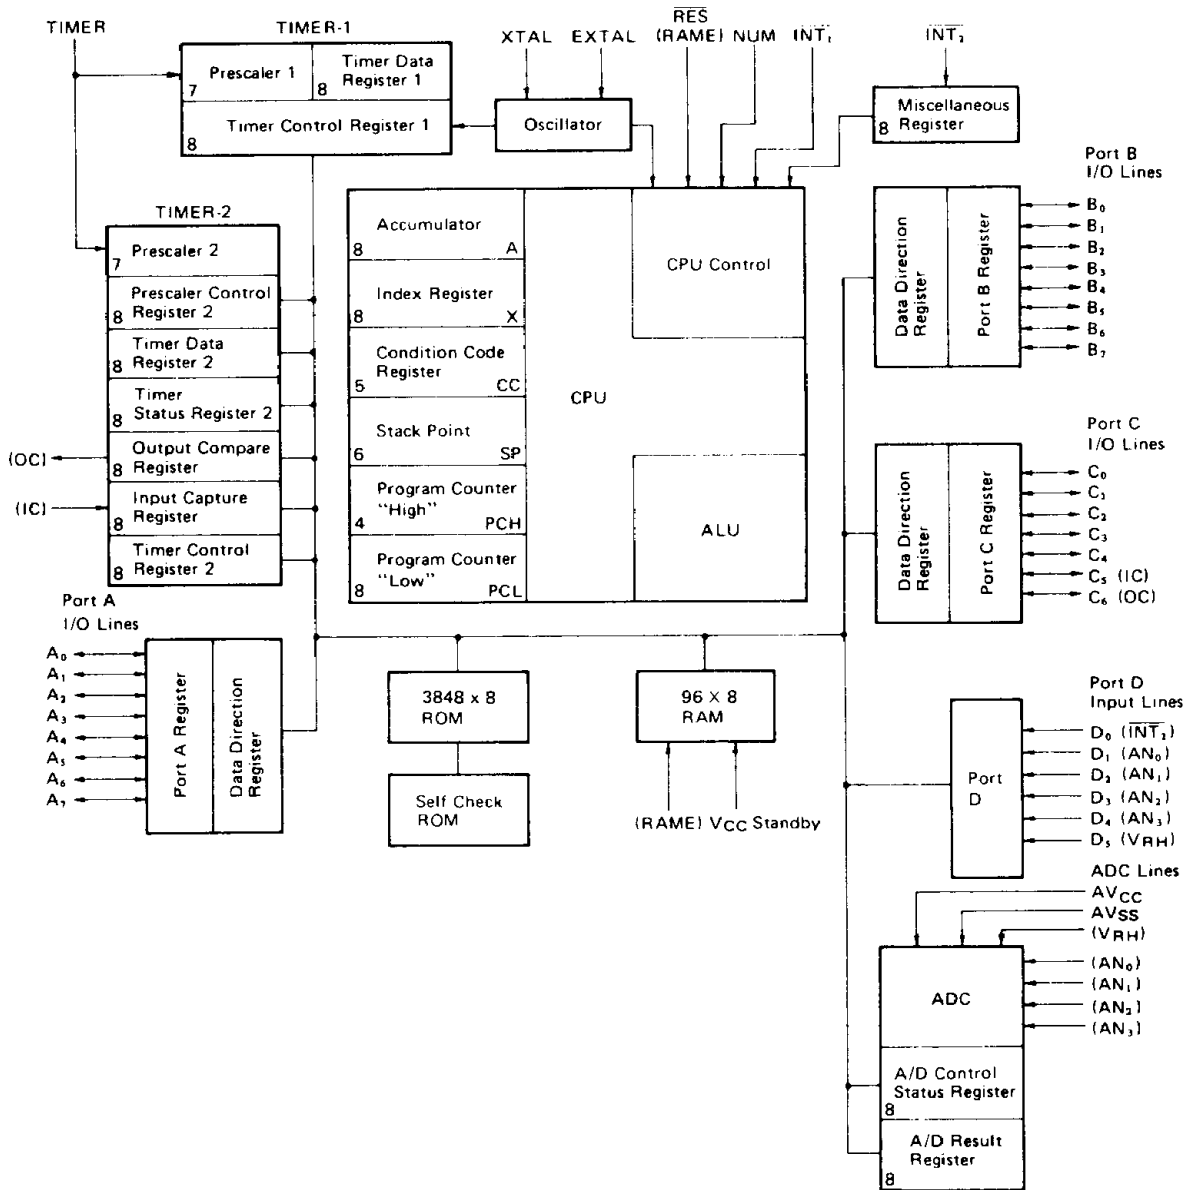 TIMER
TIMER-1
Prescaler 1
7
Timer Data
Register 1
8
Timer Control Register 1
8
XTAL EXTAL
Oscillator
RES
(RAME) NUM INT₁
INT₂
Miscellaneous
Register
8
TIMER-2
Prescaler 2
7
Prescaler Control
Register 2
8
Timer Data
Register 2
8
Timer
Status Register 2
8
(OC)
Output Compare
Register
8
(IC)
Input Capture
Register
8
Timer Control
Register 2
8
Accumulator
8 A
Index Register
8 X
Condition Code
Register
5 CC
Stack Point
6 SP
Program Counter
"High"
4 PCH
Program Counter
"Low"
8 PCL
CPU
CPU Control
ALU
Port B
I/O Lines
Data Direction
Register
Port B Register
B₀
B₁
B₂
B₃
B₄
B₅
B₆
B₇
Port C
I/O Lines
Data Direction
Register
Port C Register
C₀
C₁
C₂
C₃
C₄
C₅ (IC)
C₆ (OC)
Port A
I/O Lines
A₀
A₁
A₂
A₃
A₄
A₅
A₆
A₇
Port A Register
Data Direction
Register
3848 x 8
ROM
Self Check
ROM
96 X 8
RAM
(RAME) VCC Standby
Port D
Input Lines
Port
D
D₀ (INT₂)
D₁ (AN₀)
D₂ (AN₁)
D₃ (AN₂)
D₄ (AN₃)
D₅ (VRH)
ADC Lines
AVCC
AVSS
(VRH)
(AN₀)
(AN₁)
(AN₂)
(AN₃)
ADC
A/D Control
Status Register
8
A/D Result
Register
8